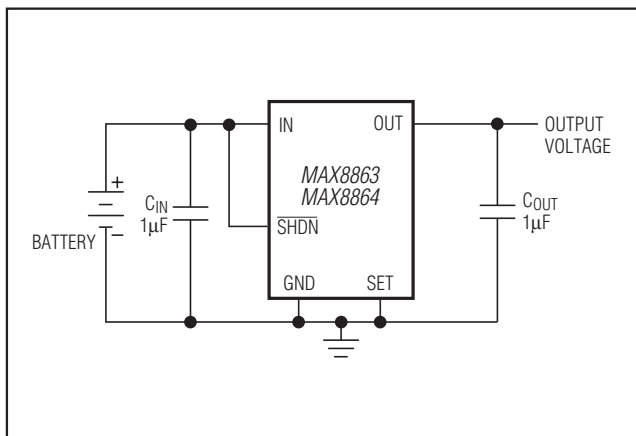 IN
OUT
OUTPUT
VOLTAGE
MAX8863
MAX8864
+
CIN
1µF
COUT
1µF
SHDN
BATTERY
−
GND
SET